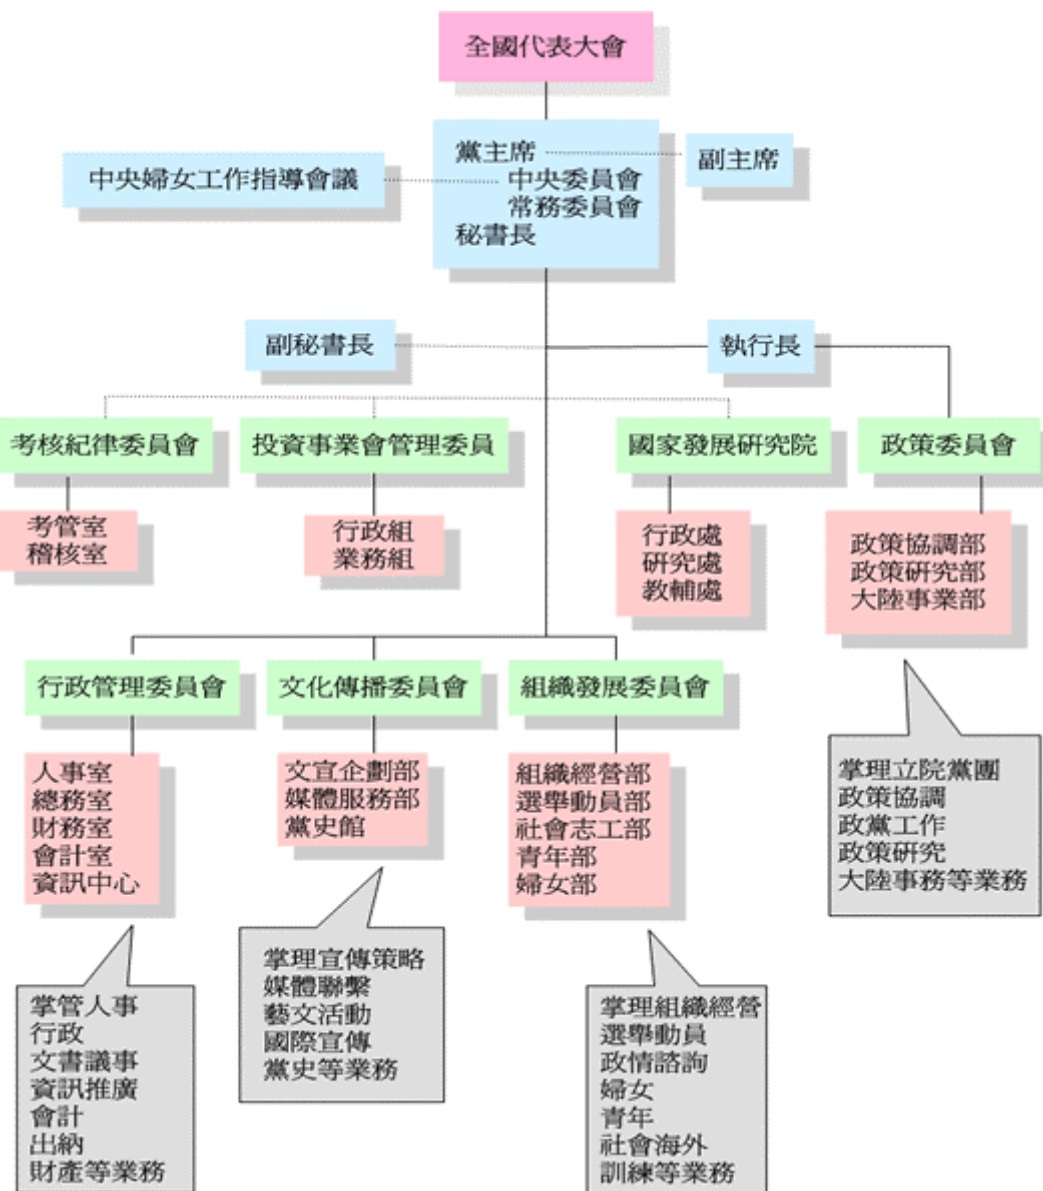 全國代表大會
黨主席
中央委員會
常務委員會
秘書長
副主席
中央婦女工作指導會議
副秘書長
執行長
考核紀律委員會
投資事業會管理委員
國家發展研究院
政策委員會
考管室
稽核室
行政組
業務組
行政處
研究處
教輔處
政策協調部
政策研究部
大陸事業部
行政管理委員會
文化傳播委員會
組織發展委員會
人事室
總務室
財務室
會計室
資訊中心
文宣企劃部
媒體服務部
黨史館
組織經營部
選舉動員部
社會志工部
青年部
婦女部
掌理立院黨團
政策協調
政黨工作
政策研究
大陸事務等業務
掌管人事
行政
文書議事
資訊推廣
會計
出納
財產等業務
掌理宣傳策略
媒體聯繫
藝文活動
國際宣傳
黨史等業務
掌理組織經營
選舉動員
政情諮詢
婦女
青年
社會海外
訓練等業務